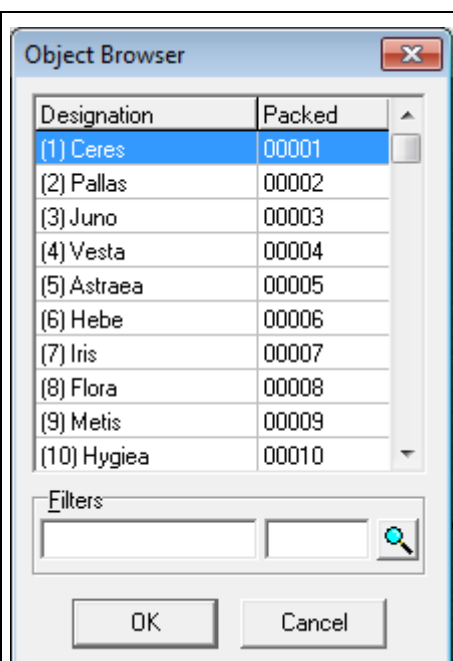 Object Browser
Designation Packed
(1) Ceres 00001
(2) Pallas 00002
(3) Juno 00003
(4) Vesta 00004
(5) Astraea 00005
(6) Hebe 00006
(7) Iris 00007
(8) Flora 00008
(9) Metis 00009
(10) Hygiea 00010
Filters
OK Cancel